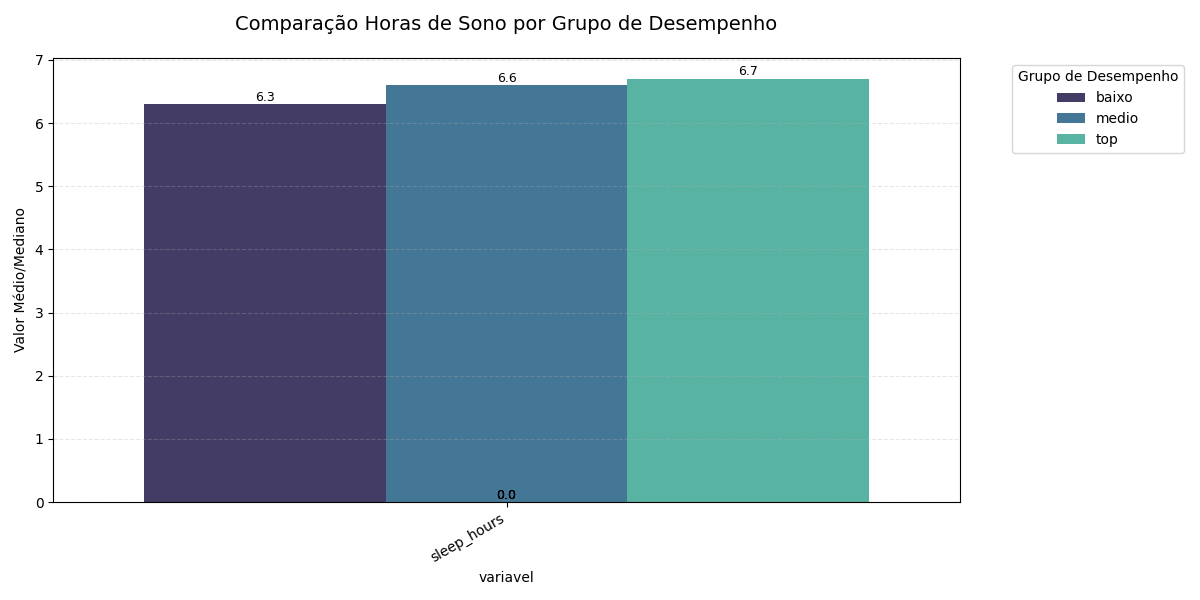 Comparação Horas de Sono por Grupo de Desempenho
Valor Médio/Mediano
7
6
5
4
3
2
1
0
6.3
6.6
6.7
0.0
sleep_hours
variavel
Grupo de Desempenho
baixo
medio
top